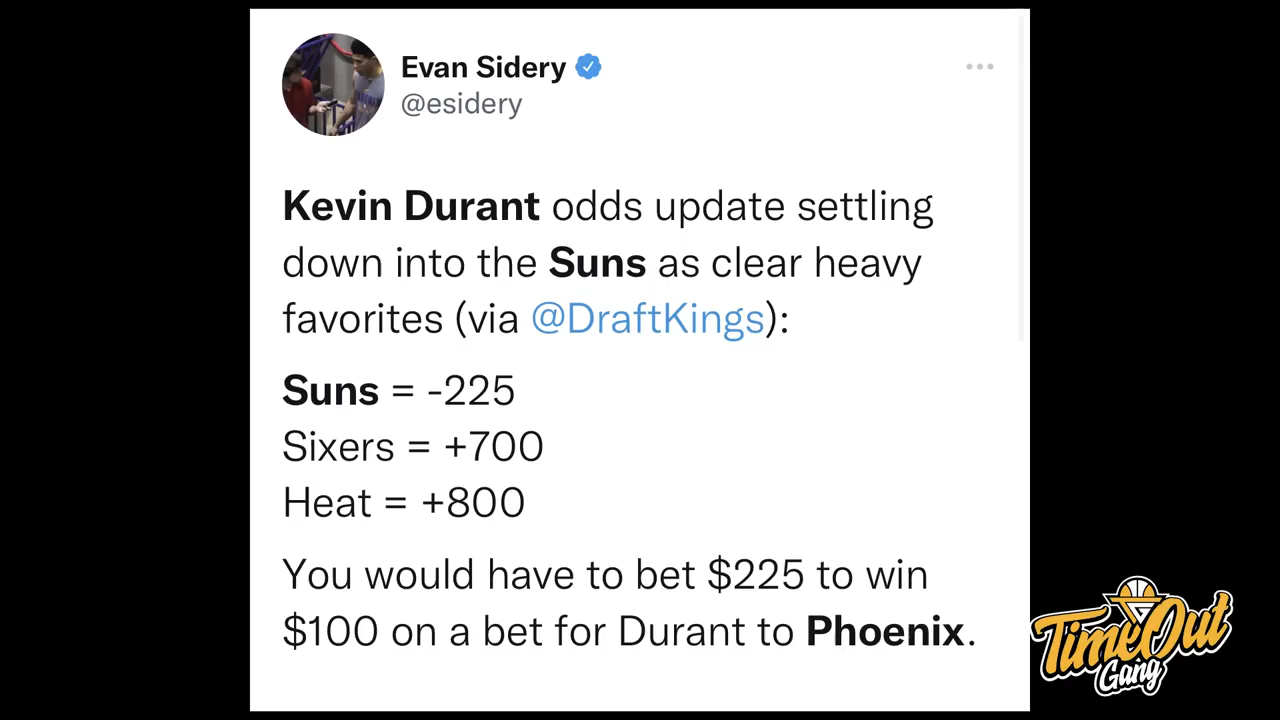 Evan Sidery
@esidery
Kevin Durant odds update settling
down into the Suns as clear heavy
favorites (via @DraftKings):
Suns = -225
Sixers = +700
Heat = +800
You would have to bet $225 to win
$100 on a bet for Durant to Phoenix.
TimeOut
Gang